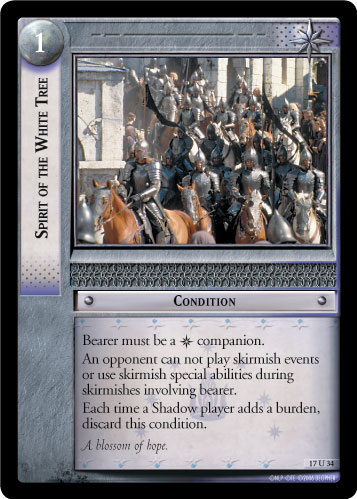 1
SPIRIT OF THE WHITE TREE
CONDITION
Bearer must be a companion.
An opponent can not play skirmish events
or use skirmish special abilities during
skirmishes involving bearer.
Each time a Shadow player adds a burden,
discard this condition.
A blossom of hope.
17 U 34